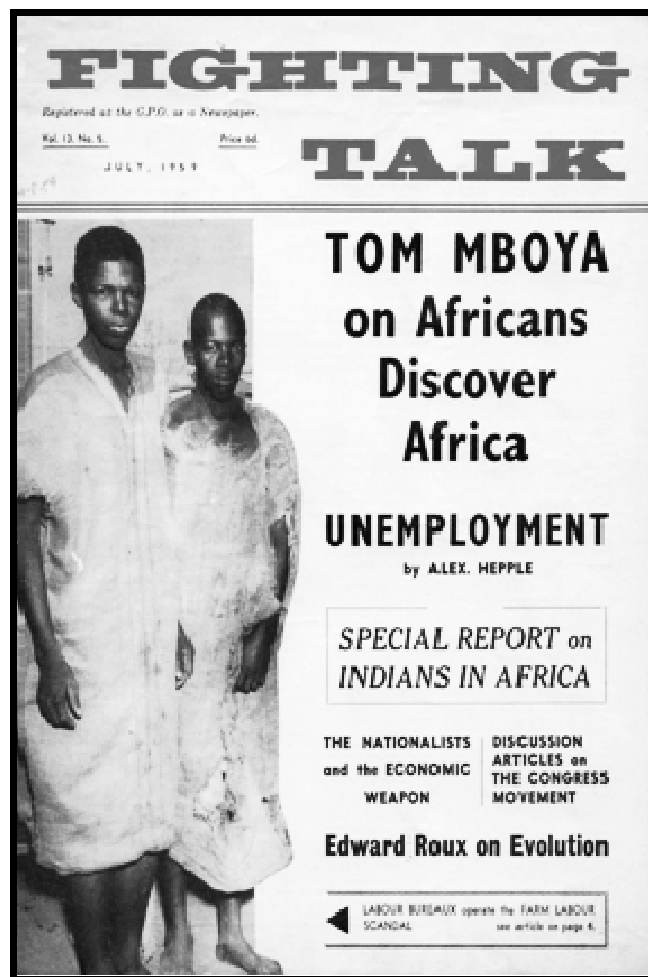 FIGHTING
Registered at the G.P.O. as a Newspaper.
Vol. 13. No. 5.
Price 6d.
JULY, 1959
TALK
TOM MBOYA
on Africans
Discover
Africa
UNEMPLOYMENT
by ALEX. HEPPLE
SPECIAL REPORT on
INDIANS IN AFRICA
THE NATIONALISTS
and the ECONOMIC
WEAPON
DISCUSSION
ARTICLES on
THE CONGRESS
MOVEMENT
Edward Roux on Evolution
LABOUR BUREAUX operate the FARM LABOUR
SCANDAL see article on page 6.